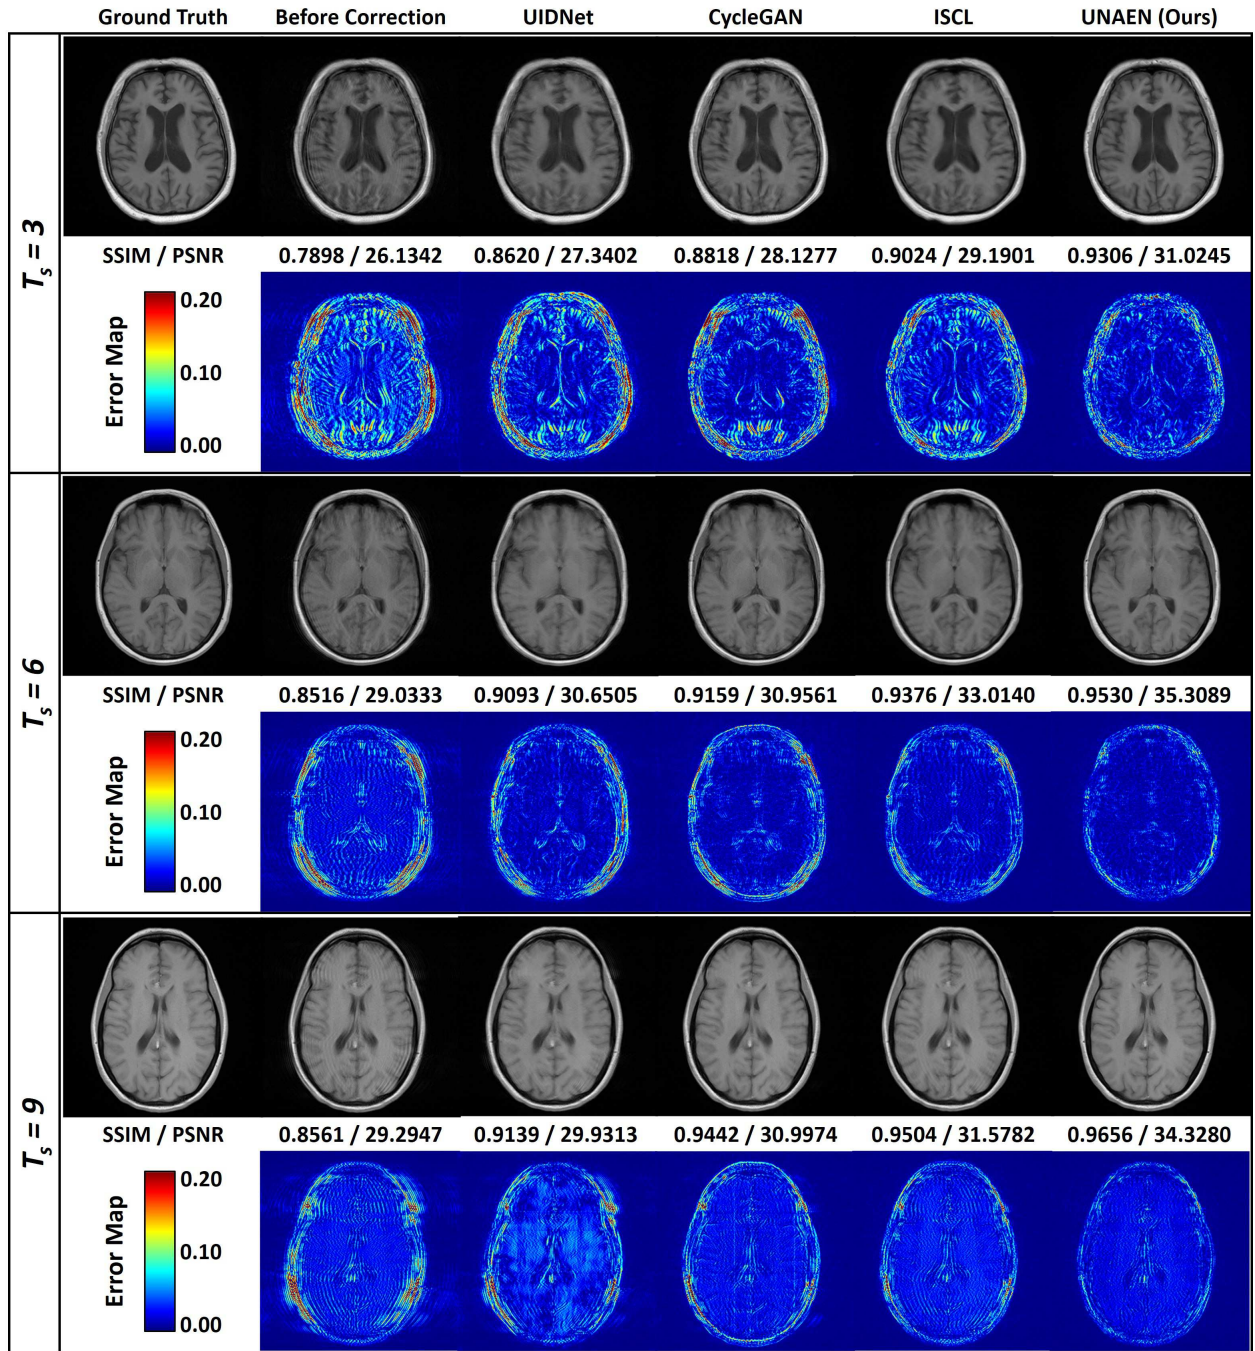 Ground Truth Before Correction UIDNet CycleGAN ISCL UNAEN (Ours)
Ts = 3
SSIM / PSNR 0.7898 / 26.1342 0.8620 / 27.3402 0.8818 / 28.1277 0.9024 / 29.1901 0.9306 / 31.0245
Error Map
0.20
0.10
0.00
Ts = 6
SSIM / PSNR 0.8516 / 29.0333 0.9093 / 30.6505 0.9159 / 30.9561 0.9376 / 33.0140 0.9530 / 35.3089
Error Map
0.20
0.10
0.00
Ts = 9
SSIM / PSNR 0.8561 / 29.2947 0.9139 / 29.9313 0.9442 / 30.9974 0.9504 / 31.5782 0.9656 / 34.3280
Error Map
0.20
0.10
0.00